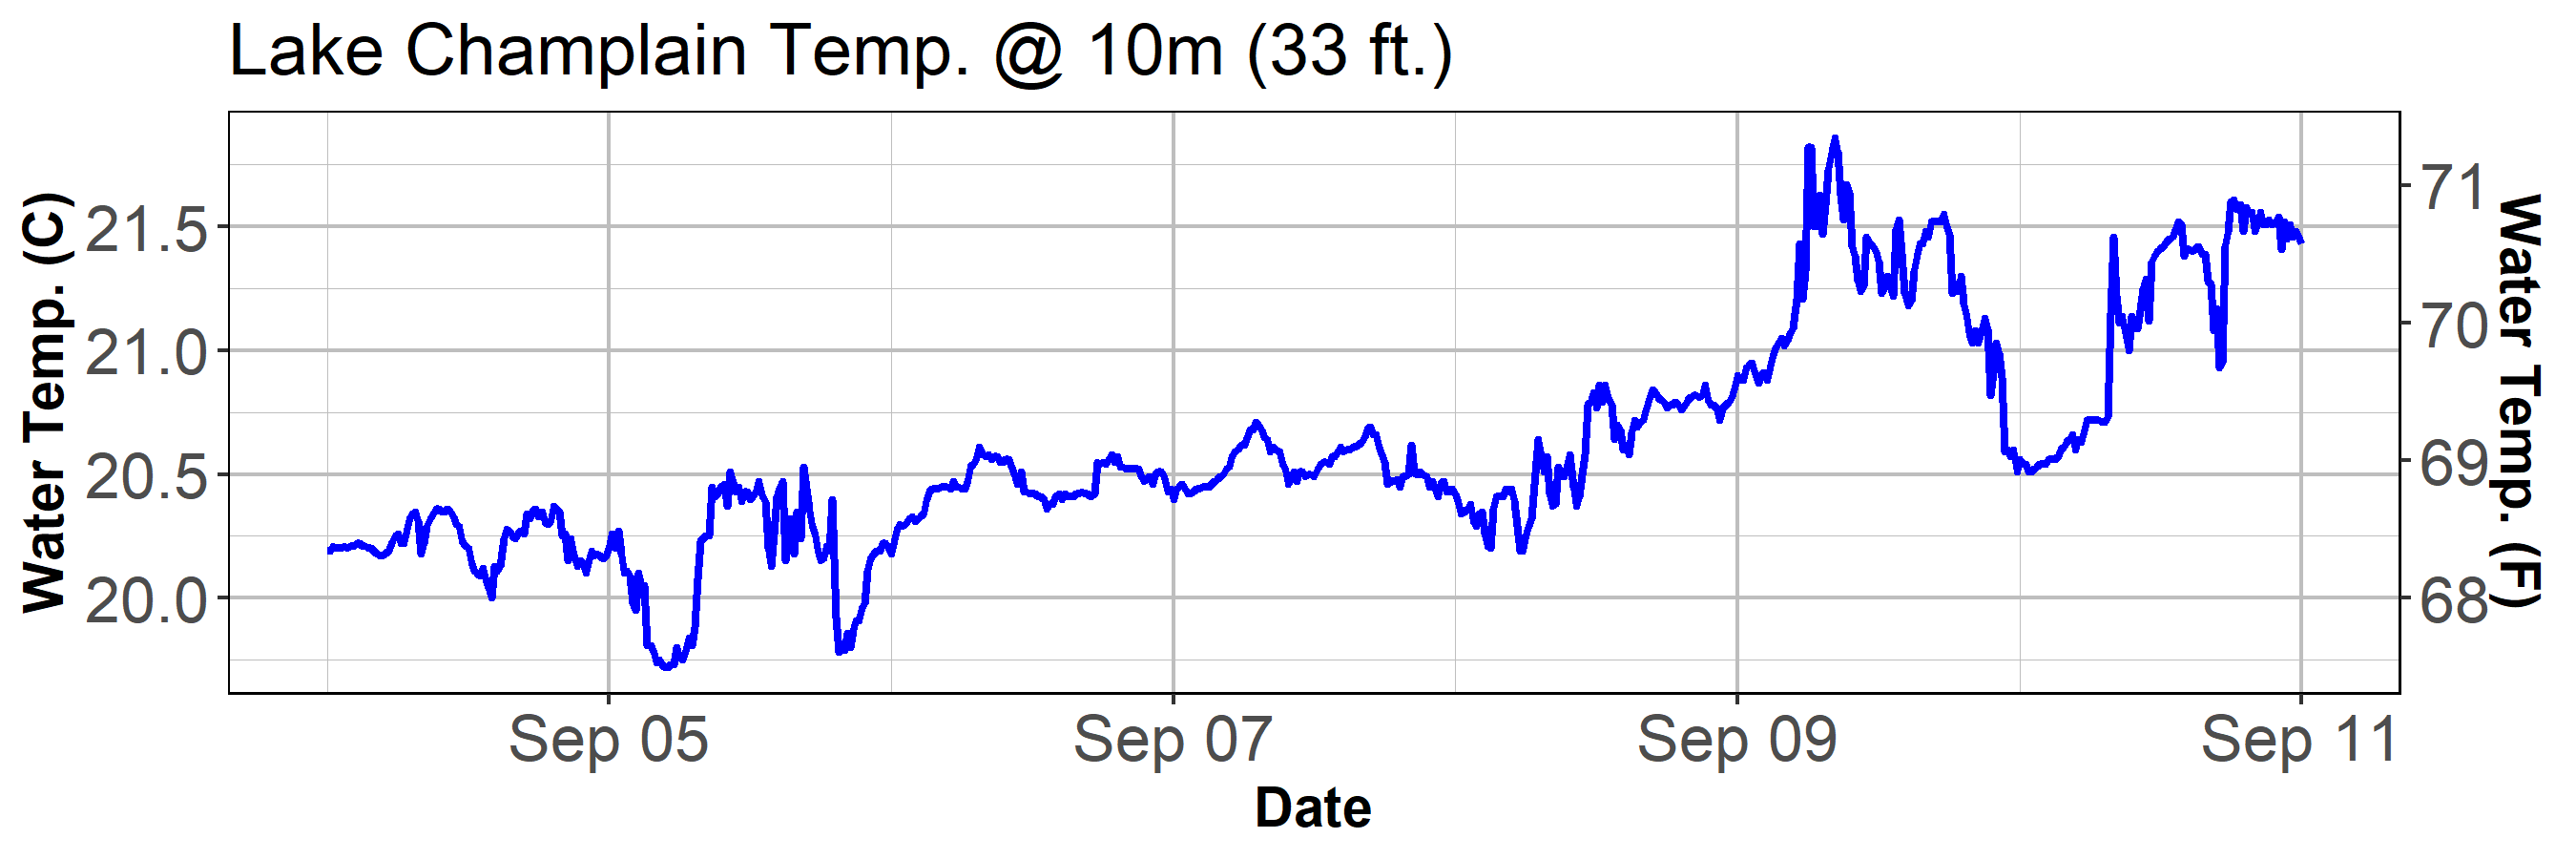 Lake Champlain Temp. @ 10m (33 ft.)
Water Temp. (C)
21.5
21.0
20.5
20.0
71
70
69
68
Water Temp. (F)
Sep 05
Sep 07
Sep 09
Sep 11
Date